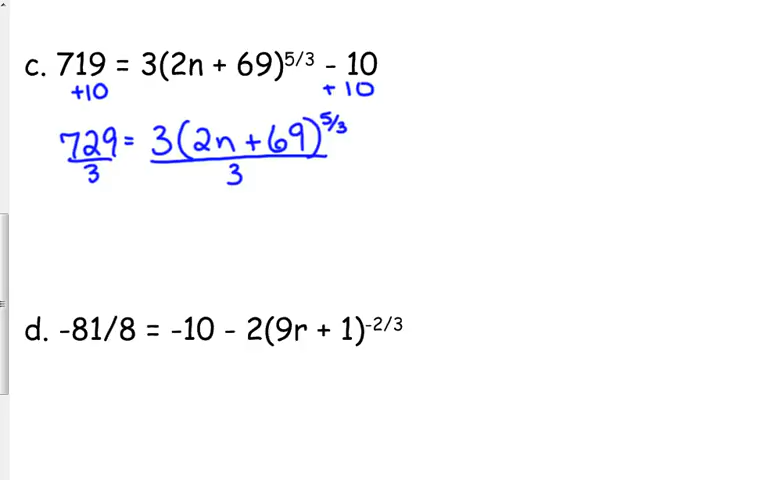 c. 719 = 3(2n + 69)^5/3 - 10
+10 + 10
729 = 3(2n + 69)^5/3
3 3
d. -81/8 = -10 - 2(9r + 1)^-2/3